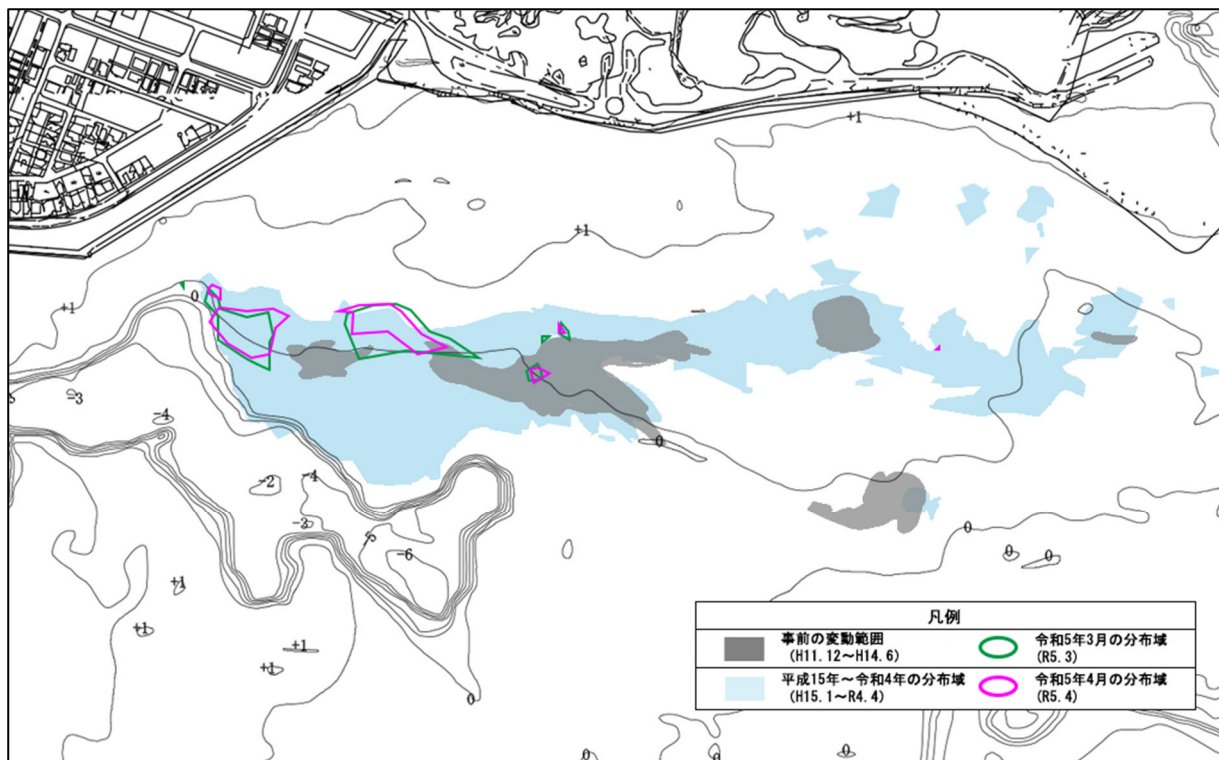 +1
+1
+1
0
-3
-4
0
-2
-4
-3
-5
-6
0
0
0
+1
+1
+1
+1
0
0
0
0
凡例
事前の変動範囲
(H11.12～H14.6)
令和5年3月の分布域
(R5.3)
平成15年～令和4年の分布域
(H15.1～R4.4)
令和5年4月の分布域
(R5.4)